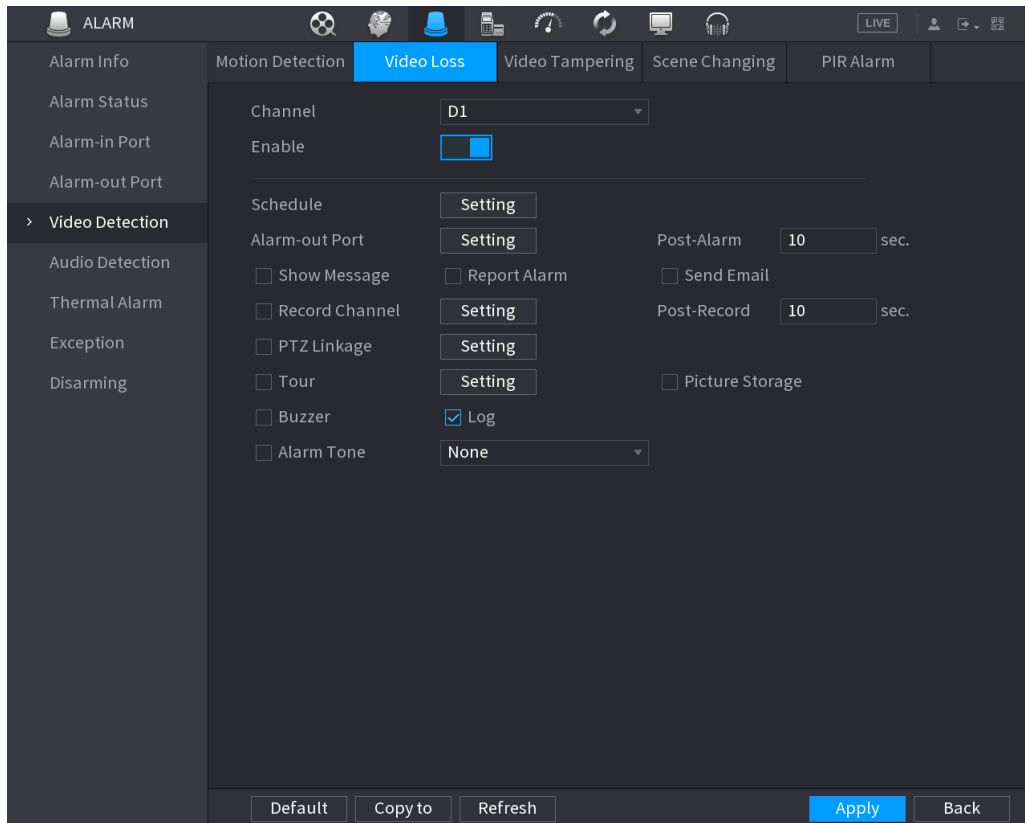 ALARM LIVE
Alarm Info
Alarm Status
Alarm-in Port
Alarm-out Port
Video Detection
Audio Detection
Thermal Alarm
Exception
Disarming
Motion Detection Video Loss Video Tampering Scene Changing PIR Alarm
Channel D1
Enable
Schedule Setting
Alarm-out Port Setting Post-Alarm 10 sec.
Show Message Report Alarm Send Email
Record Channel Setting Post-Record 10 sec.
PTZ Linkage Setting
Tour Setting Picture Storage
Buzzer Log
Alarm Tone None
Default Copy to Refresh Apply Back